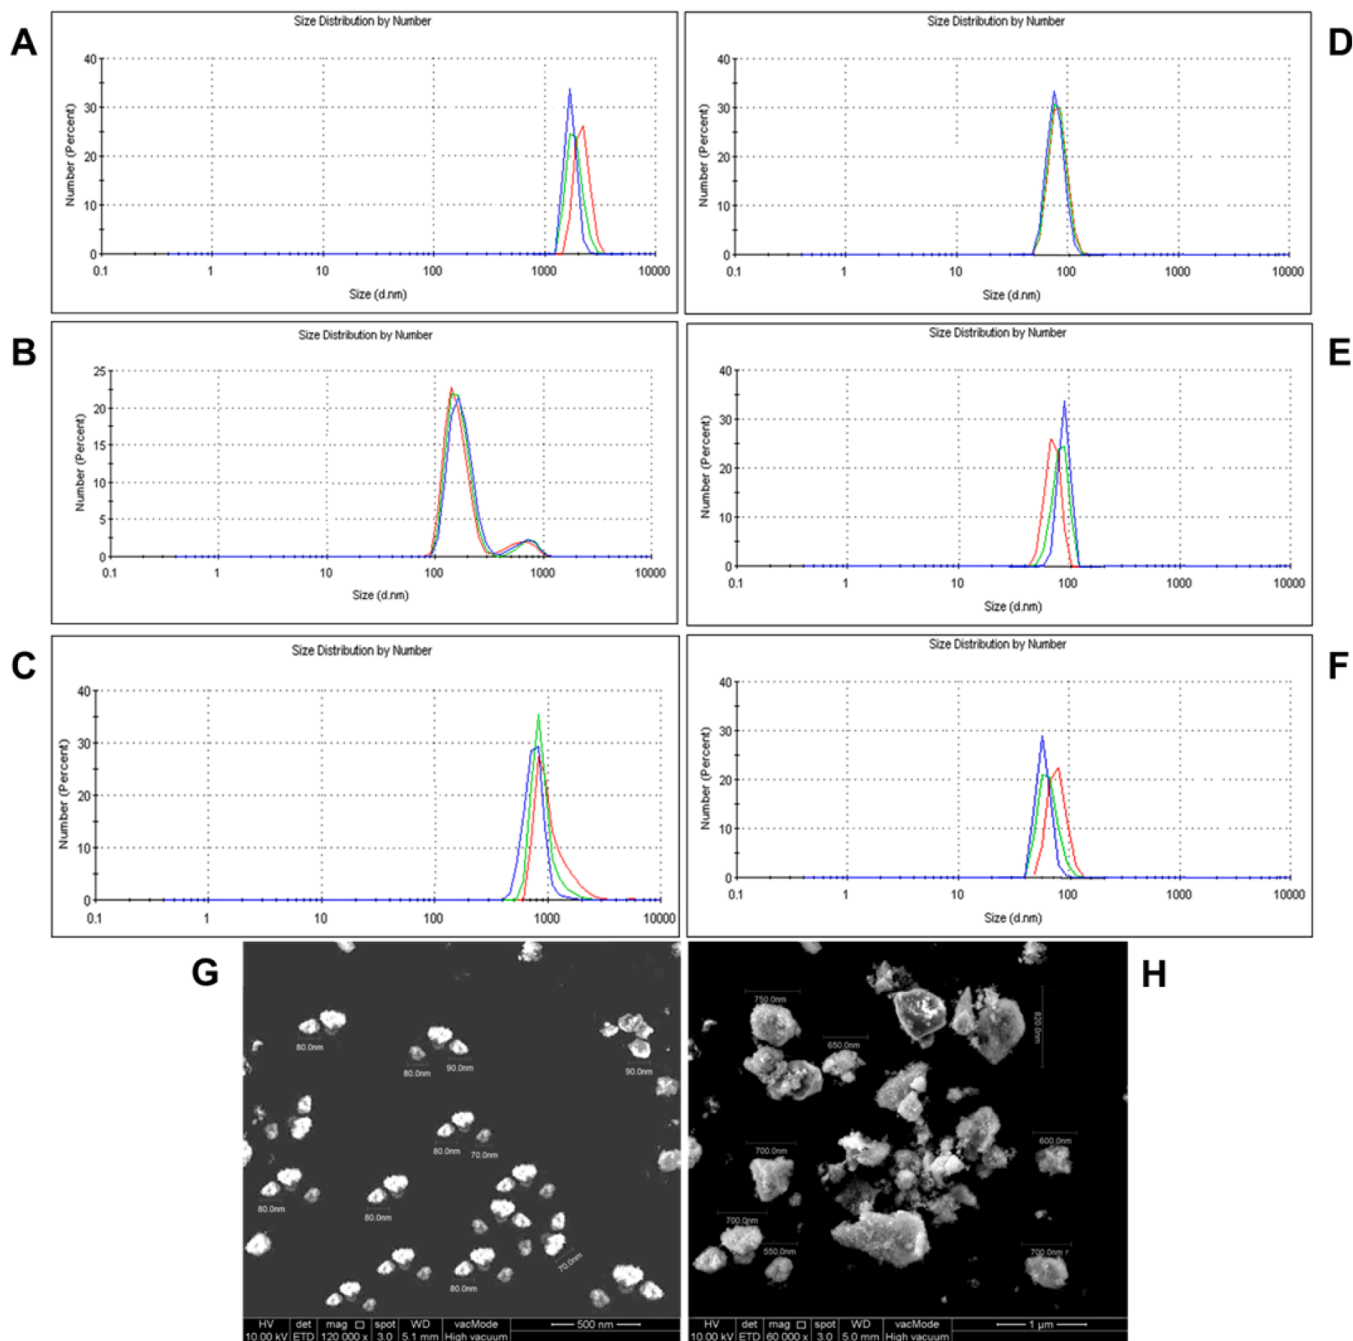 A
Size Distribution by Number
Number (Percent)
40
30
20
10
0
0.1 1 10 100 1000 10000
Size (d.nm)
D
Size Distribution by Number
Number (Percent)
40
30
20
10
0
0.1 1 10 100 1000 10000
Size (d.nm)
B
Size Distribution by Number
Number (Percent)
25
20
15
10
5
0
0.1 1 10 100 1000 10000
Size (d.nm)
E
Size Distribution by Number
Number (Percent)
40
30
20
10
0
0.1 1 10 100 1000 10000
Size (d.nm)
C
Size Distribution by Number
Number (Percent)
40
30
20
10
0
0.1 1 10 100 1000 10000
Size (d.nm)
F
Size Distribution by Number
Number (Percent)
40
30
20
10
0
0.1 1 10 100 1000 10000
Size (d.nm)
G
80.0nm
80.0nm
90.0nm
90.0nm
80.0nm
70.0nm
80.0nm
80.0nm
80.0nm
70.0nm
HV det mag □ spot WD vacMode 500 nm
10.00 kV ETD 120 000 x 3.0 5.1 mm High vacuum
H
750.0nm
820.0nm
650.0nm
700.0nm
600.0nm
700.0nm
550.0nm
700.0nm
HV det mag □ spot WD vacMode 1 µm
10.00 kV ETD 60 000 x 3.0 5.0 mm High vacuum